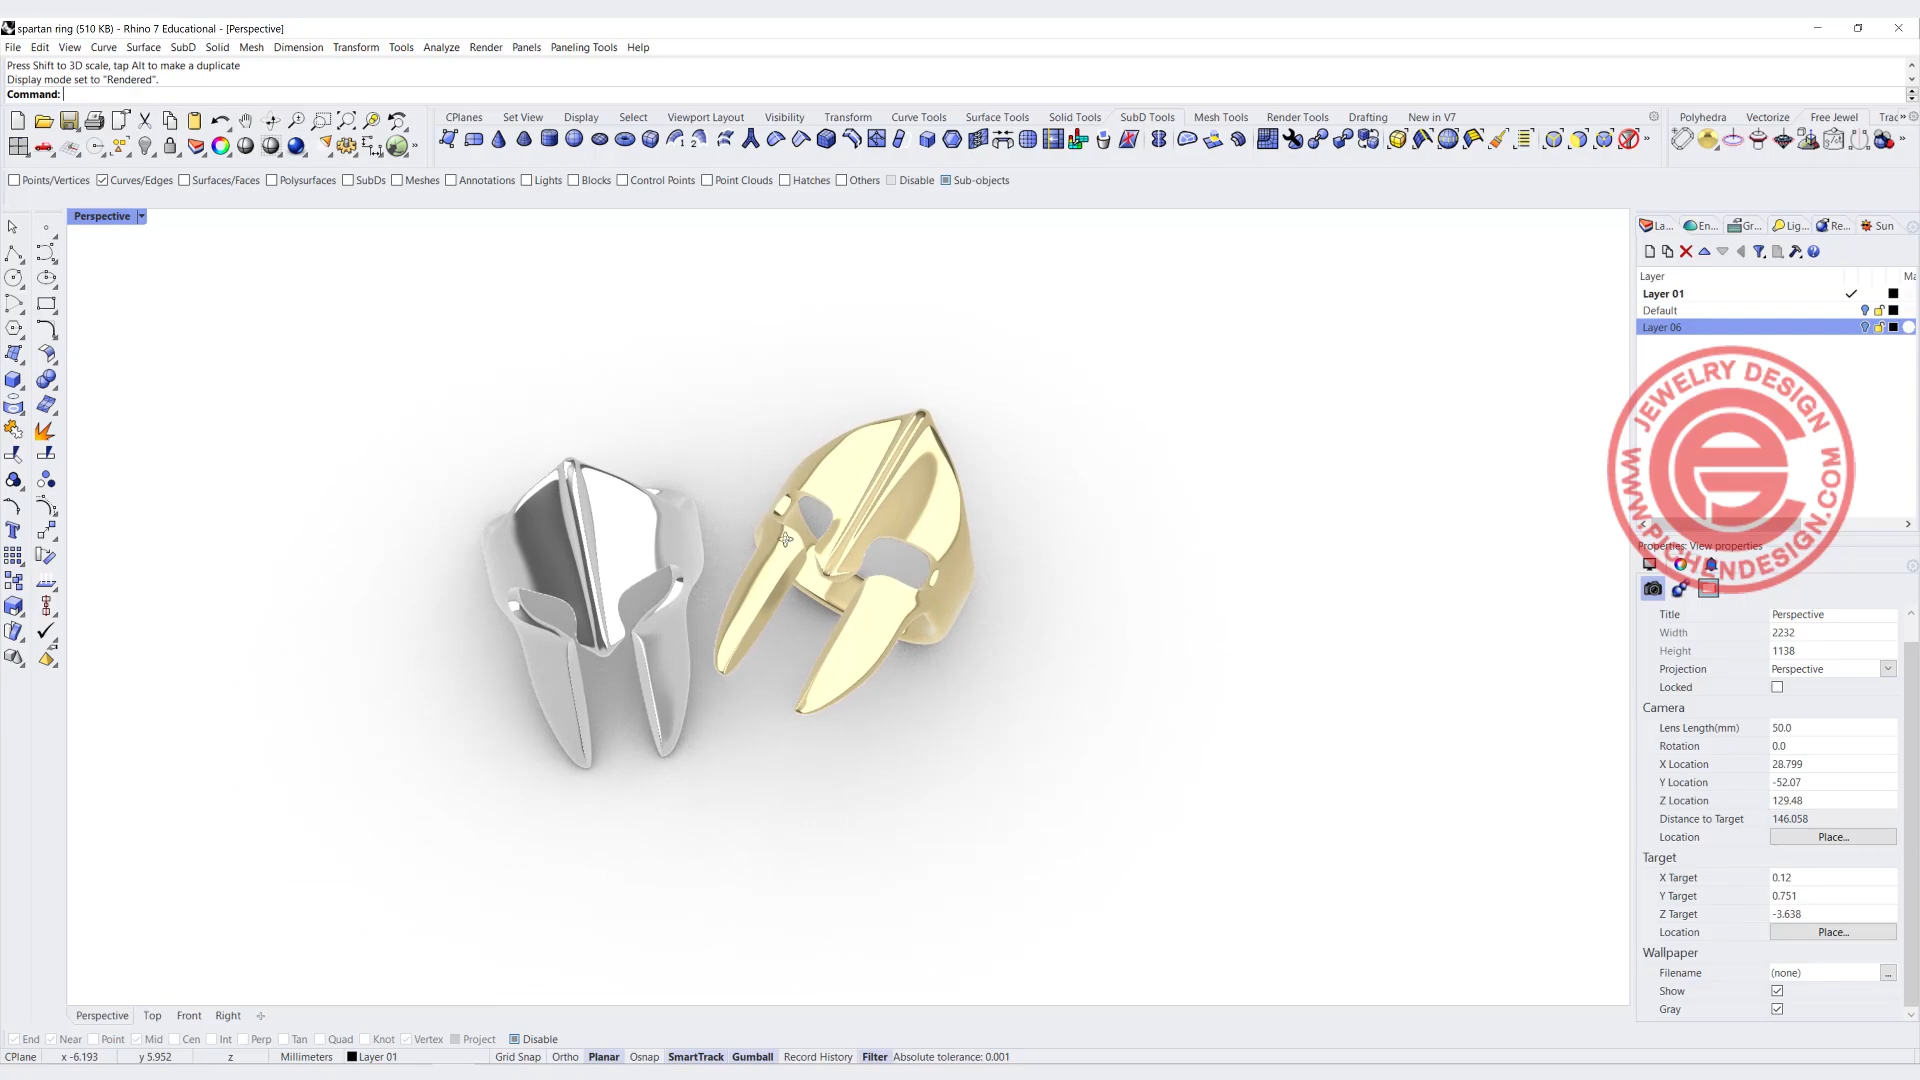 spartan ring (510 KB) - Rhino 7 Educational - [Perspective]
File Edit View Curve Surface SubD Solid Mesh Dimension Transform Tools Analyze Render Panels Paneling Tools Help
Press Shift to 3D scale, tap Alt to make a duplicate
Display mode set to "Rendered".
Command:
CPlanes Set View Display Select Viewport Layout Visibility Transform Curve Tools Surface Tools Solid Tools SubD Tools Mesh Tools Render Tools Drafting New in V7 Polyhedra Vectorize Free Jewel Trac
Points/Vertices Curves/Edges Surfaces/Faces Polysurfaces SubDs Meshes Annotations Lights Blocks Control Points Point Clouds Hatches Others Disable Sub-objects
Perspective
La... En... Gr... Lig... Re... Sun
Layer Ma
Layer 01
Default
Layer 06
JEWELRY DESIGN
WWW.PICHENDESIGN.COM
Properties: View properties
Title Perspective
Width 2232
Height 1138
Projection Perspective
Locked
Camera
Lens Length(mm) 50.0
Rotation 0.0
X Location 28.799
Y Location -52.07
Z Location 129.48
Distance to Target 146.058
Location Place...
Target
X Target 0.12
Y Target 0.751
Z Target -3.638
Location Place...
Wallpaper
Filename (none) ...
Show
Gray
Perspective Top Front Right
End Near Point Mid Cen Int Perp Tan Quad Knot Vertex Project Disable
CPlane x -6.193 y 5.952 z Millimeters Layer 01 Grid Snap Ortho Planar Osnap SmartTrack Gumball Record History Filter Absolute tolerance: 0.001